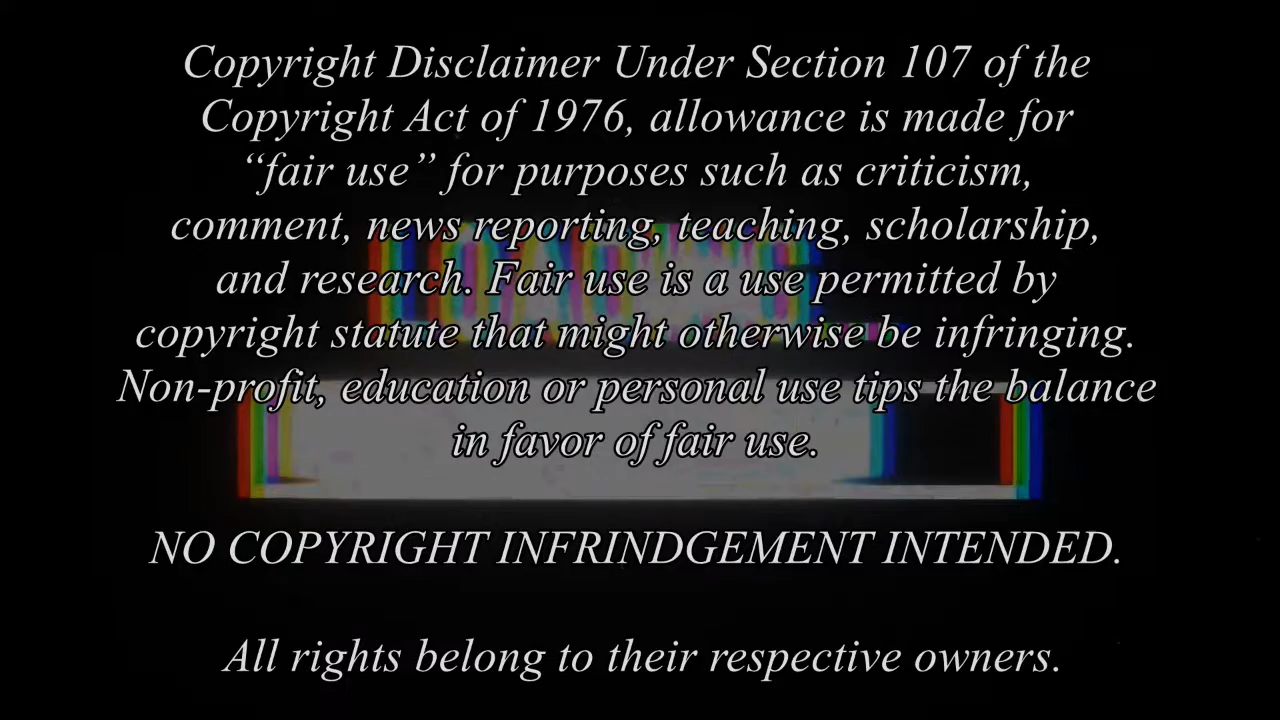 Copyright Disclaimer Under Section 107 of the
Copyright Act of 1976, allowance is made for
“fair use” for purposes such as criticism,
comment, news reporting, teaching, scholarship,
and research. Fair use is a use permitted by
copyright statute that might otherwise be infringing.
Non-profit, education or personal use tips the balance
in favor of fair use.
NO COPYRIGHT INFRINDGEMENT INTENDED.
All rights belong to their respective owners.